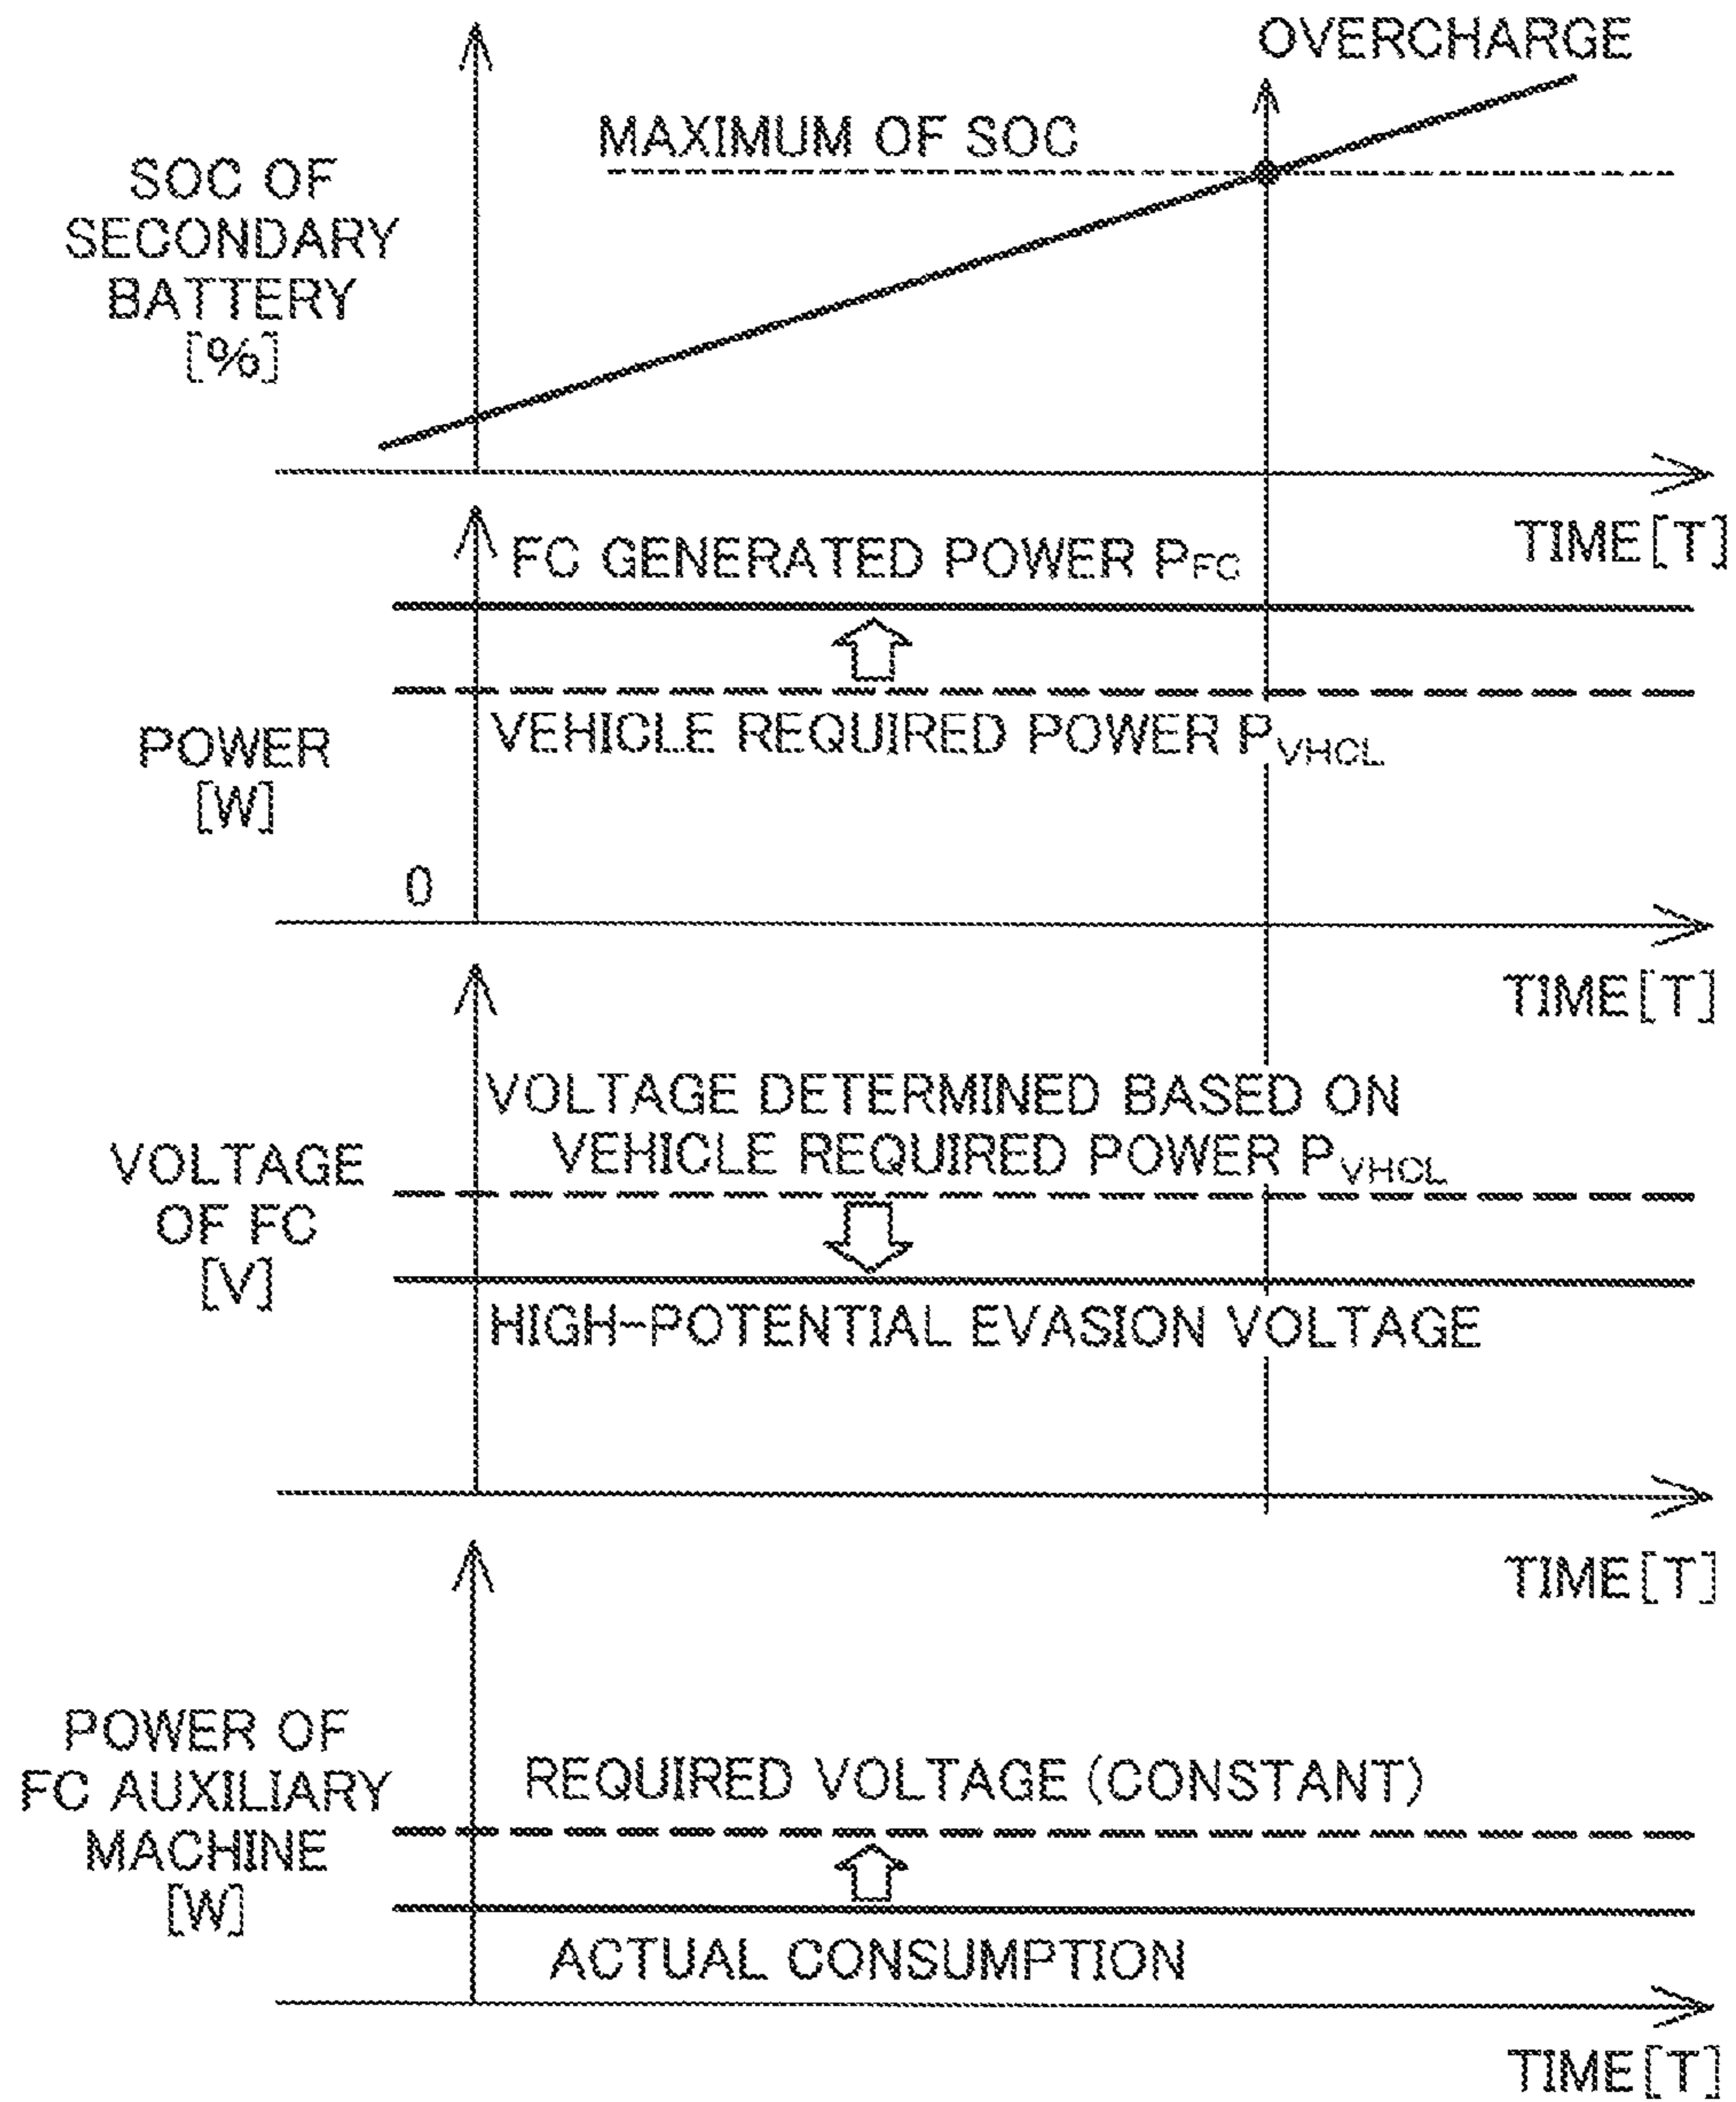 OVERCHARGE
MAXIMUM OF SOC
SOC OF
SECONDARY
BATTERY
[%]
TIME[T]
FC GENERATED POWER PFC
VEHICLE REQUIRED POWER PVHCL
POWER
[W]
0
TIME[T]
VOLTAGE DETERMINED BASED ON
VEHICLE REQUIRED POWER PVHCL
VOLTAGE
OF FC
[V]
HIGH-POTENTIAL EVASION VOLTAGE
TIME[T]
POWER OF
FC AUXILIARY
MACHINE
[W]
REQUIRED VOLTAGE (CONSTANT)
ACTUAL CONSUMPTION
TIME[T]